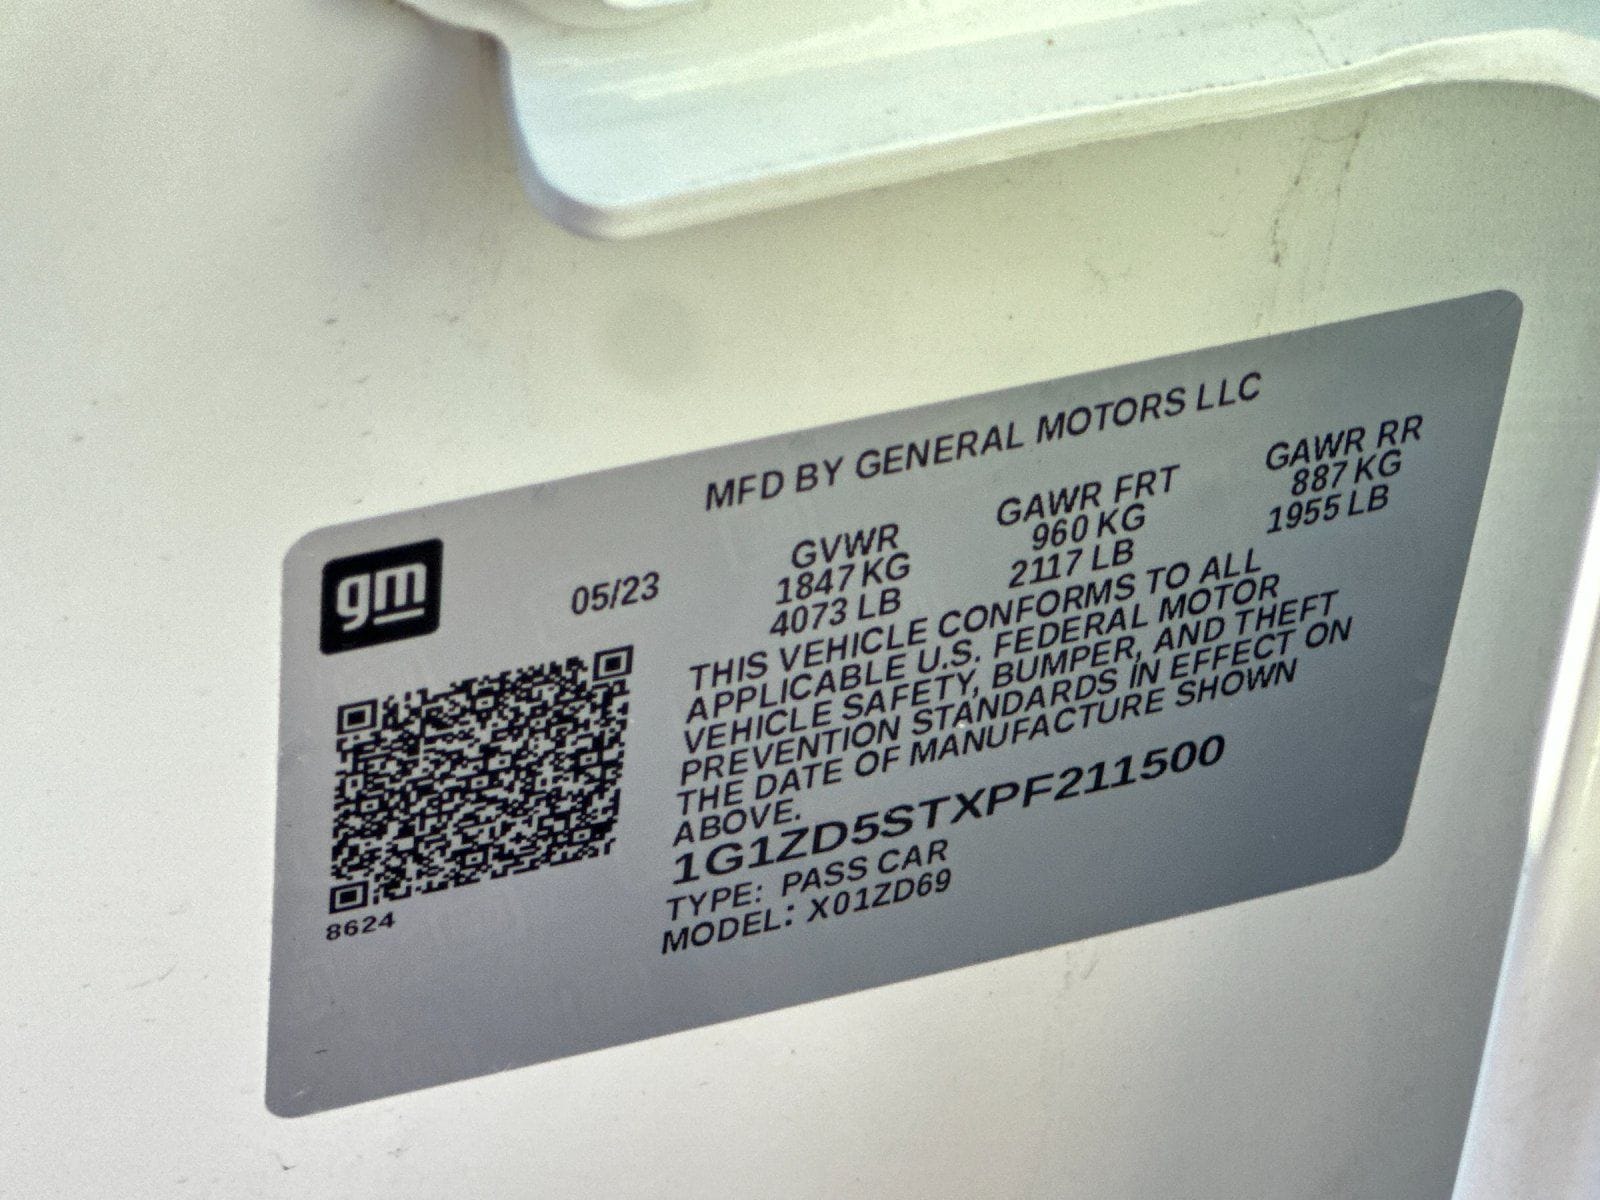 MFD BY GENERAL MOTORS LLC
gm
05/23
GVWR GAWR FRT GAWR RR
1847 KG 960 KG 887 KG
4073 LB 2117 LB 1955 LB
THIS VEHICLE CONFORMS TO ALL
APPLICABLE U.S. FEDERAL MOTOR
VEHICLE SAFETY, BUMPER, AND THEFT
PREVENTION STANDARDS IN EFFECT ON
THE DATE OF MANUFACTURE SHOWN
ABOVE.
1G1ZD5STXPF211500
TYPE: PASS CAR
MODEL: X01ZD69
8624